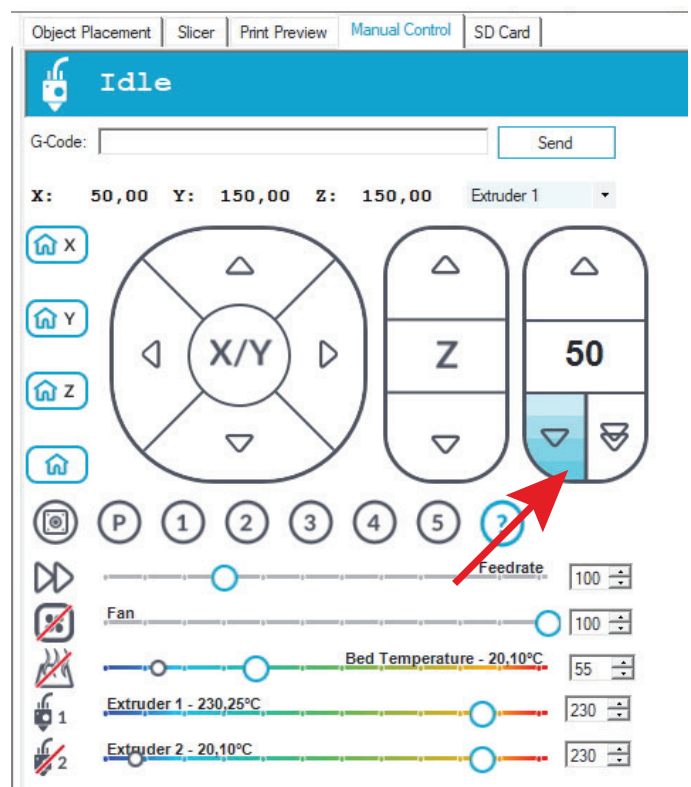 Object Placement Slicer Print Preview Manual Control SD Card
Idle
G-Code: Send
X: 50,00 Y: 150,00 Z: 150,00 Extruder 1
X
Y
Z
X/Y
Z
50
P 1 2 3 4 5 ?
Feedrate 100
Fan 100
Bed Temperature - 20,10°C 55
1 Extruder 1 - 230,25°C 230
2 Extruder 2 - 20,10°C 230